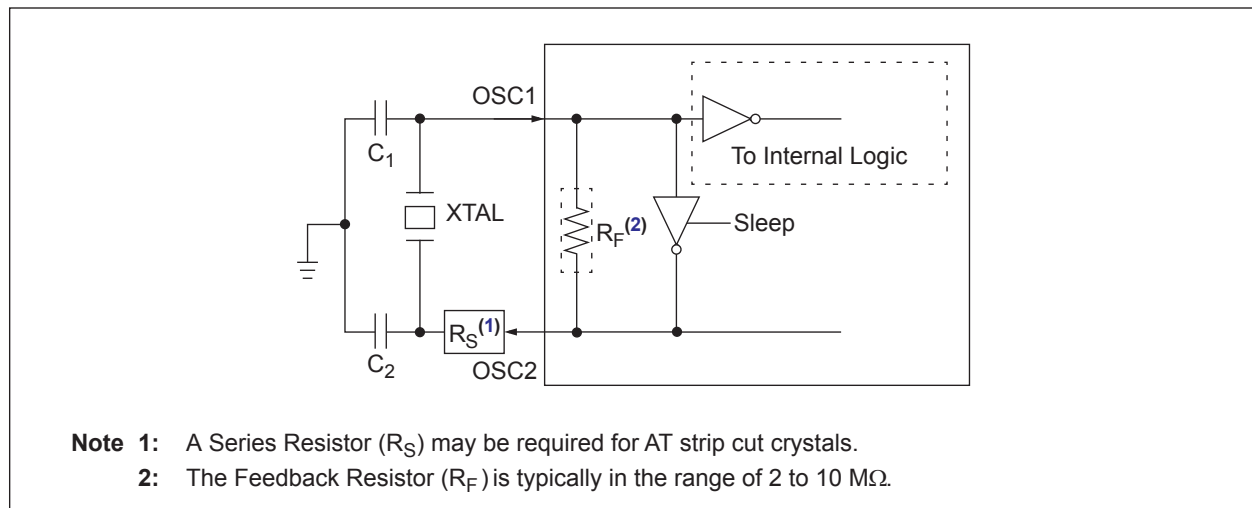 OSC1
C1
To Internal Logic
XTAL
RF(2)
Sleep
RS(1)
C2
OSC2
Note 1: A Series Resistor (RS) may be required for AT strip cut crystals.
2: The Feedback Resistor (RF) is typically in the range of 2 to 10 MΩ.